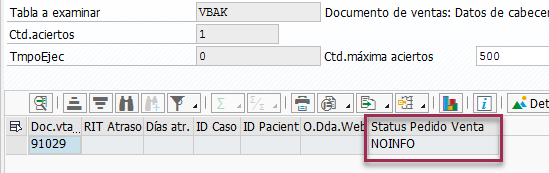 Tabla a examinar VBAK Documento de ventas: Datos de cabecer
Ctd.aciertos 1
TmpoEjec 0 Ctd.máxima aciertos 500
Det
Doc.vta. RIT Atraso Días atr. ID Caso ID Pacient O.Dda.Web Status Pedido Venta
91029 NOINFO